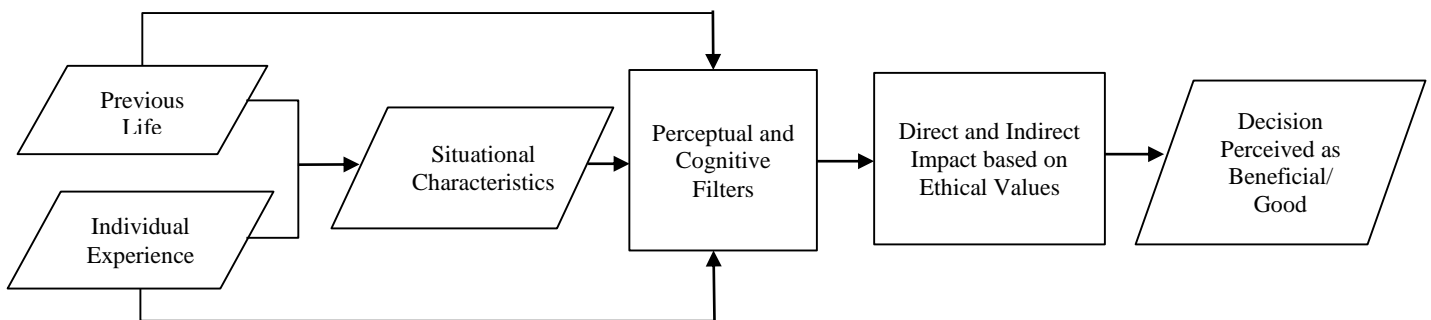 Previous
Life
Individual
Experience
Situational
Characteristics
Perceptual and
Cognitive
Filters
Direct and Indirect
Impact based on
Ethical Values
Decision
Perceived as
Beneficial/
Good